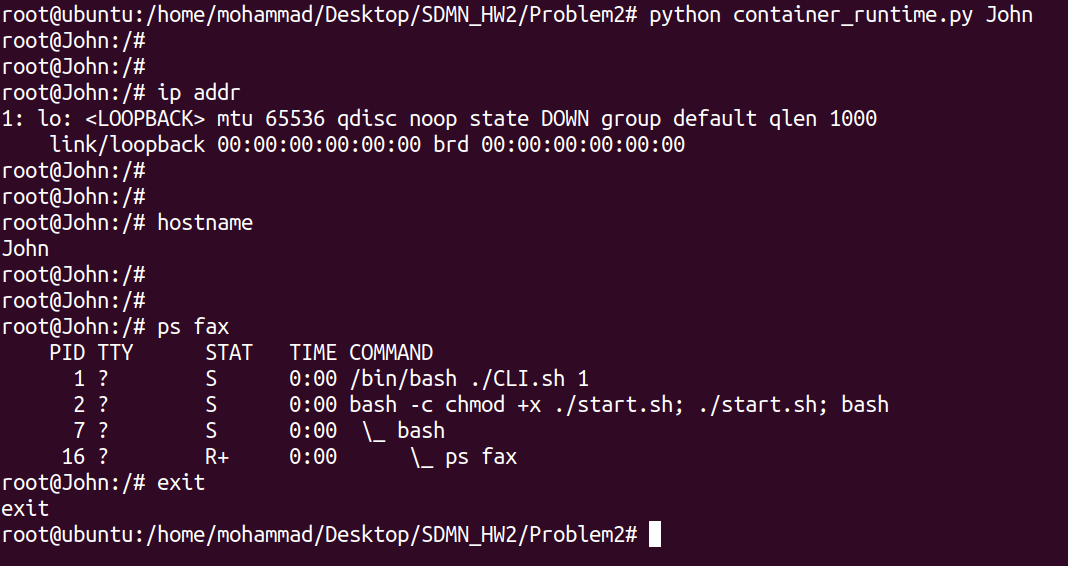 root@ubuntu:/home/mohammad/Desktop/SDMN_HW2/Problem2# python container_runtime.py John
root@John:/#
root@John:/#
root@John:/# ip addr
1: lo: <LOOPBACK> mtu 65536 qdisc noop state DOWN group default qlen 1000
    link/loopback 00:00:00:00:00:00 brd 00:00:00:00:00:00
root@John:/#
root@John:/#
root@John:/# hostname
John
root@John:/#
root@John:/#
root@John:/# ps fax
    PID TTY      STAT   TIME COMMAND
      1 ?        S      0:00 /bin/bash ./CLI.sh 1
      2 ?        S      0:00 bash -c chmod +x ./start.sh; ./start.sh; bash
      7 ?        S      0:00  \_ bash
     16 ?        R+     0:00      \_ ps fax
root@John:/# exit
exit
root@ubuntu:/home/mohammad/Desktop/SDMN_HW2/Problem2#